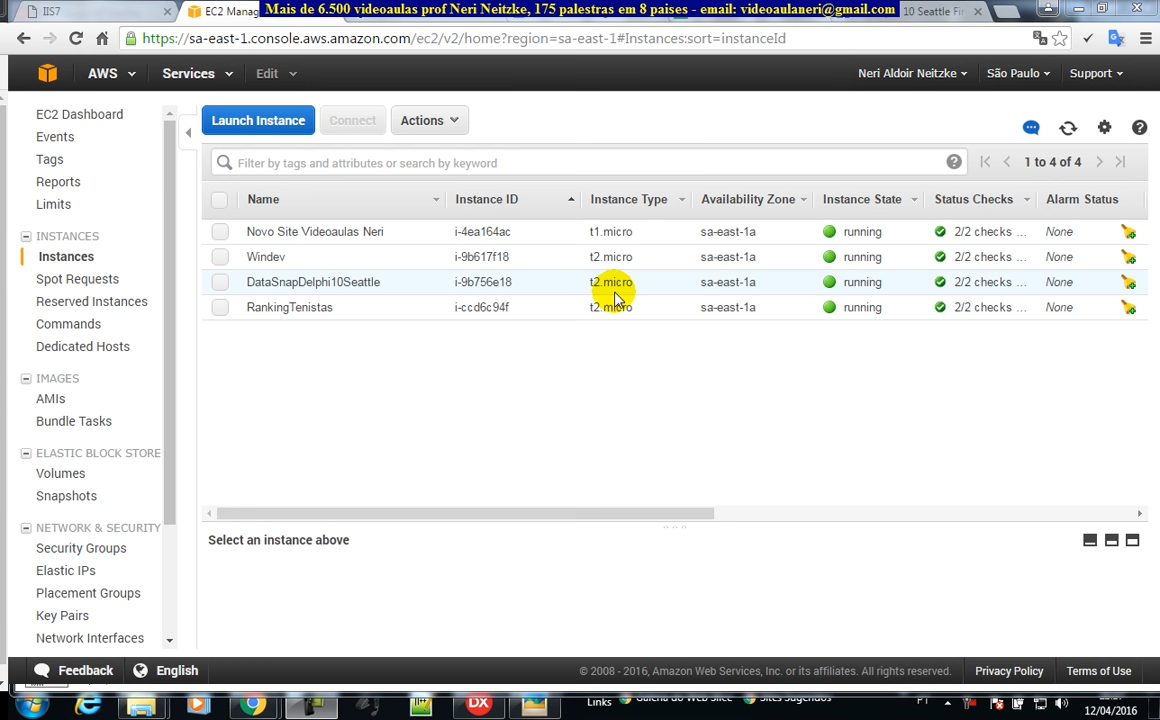 IIS7
EC2 Manag
Mais de 6.500 videoaulas prof Neri Neitzke, 175 palestras em 8 paises - email: videoaulaneri@gmail.com
10 Seattle Fi
https://sa-east-1.console.aws.amazon.com/ec2/v2/home?region=sa-east-1#Instances:sort=instanceId
AWS Services Edit Neri Aldoir Neitzke São Paulo Support
EC2 Dashboard
Events
Tags
Reports
Limits
INSTANCES
Instances
Spot Requests
Reserved Instances
Commands
Dedicated Hosts
IMAGES
AMIs
Bundle Tasks
ELASTIC BLOCK STORE
Volumes
Snapshots
NETWORK & SECURITY
Security Groups
Elastic IPs
Placement Groups
Key Pairs
Network Interfaces
Launch Instance Connect Actions
Filter by tags and attributes or search by keyword 1 to 4 of 4
Name Instance ID Instance Type Availability Zone Instance State Status Checks Alarm Status
Novo Site Videoaulas Neri i-4ea164ac t1.micro sa-east-1a running 2/2 checks ... None
Windev i-9b617f18 t2.micro sa-east-1a running 2/2 checks ... None
DataSnapDelphi10Seattle i-9b756e18 t2.micro sa-east-1a running 2/2 checks ... None
RankingTenistas i-ccd6c94f t2.micro sa-east-1a running 2/2 checks ... None
Select an instance above
Feedback English © 2008 - 2016, Amazon Web Services, Inc. or its affiliates. All rights reserved. Privacy Policy Terms of Use
DX Links Galeria do Web Slice Sites Sugeridos PT
12/04/2016